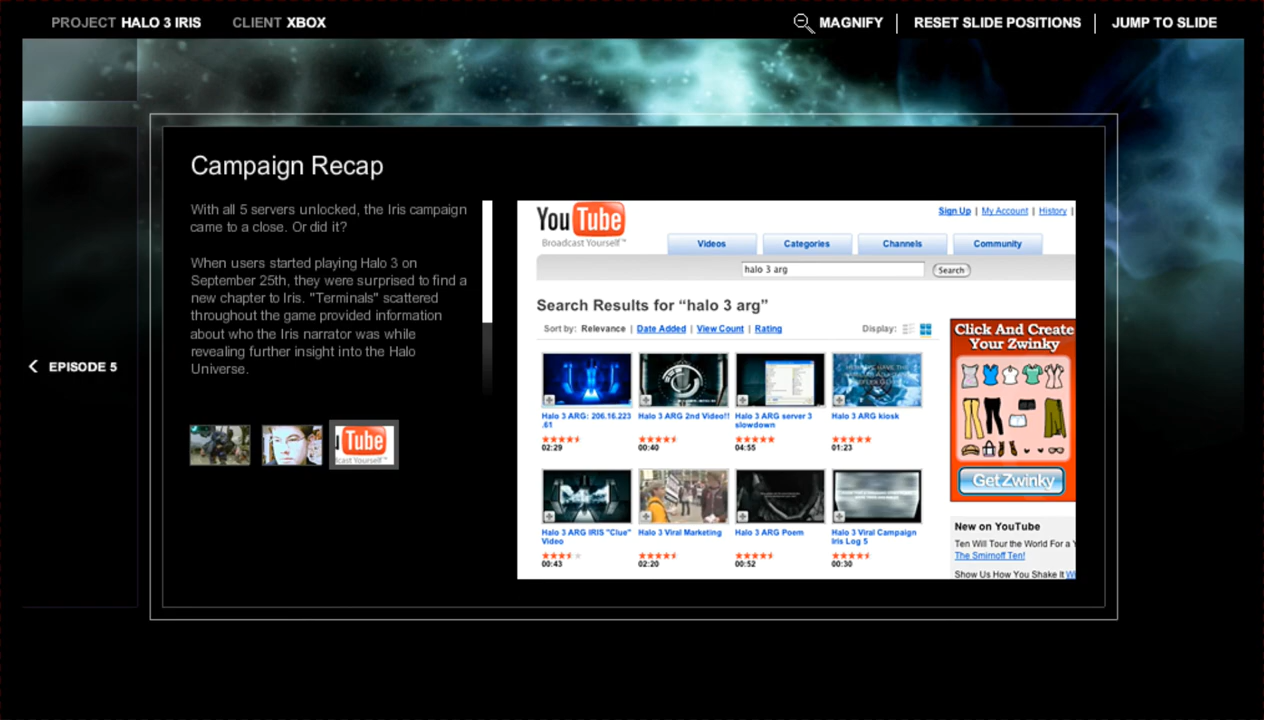 PROJECT HALO 3 IRIS CLIENT XBOX
MAGNIFY | RESET SLIDE POSITIONS | JUMP TO SLIDE
Campaign Recap
With all 5 servers unlocked, the Iris campaign
came to a close. Or did it?
When users started playing Halo 3 on
September 25th, they were surprised to find a
new chapter to Iris. "Terminals" scattered
throughout the game provided information
about who the Iris narrator was while
revealing further insight into the Halo
Universe.
EPISODE 5
Tube
cast Yourself™
YouTube
Broadcast Yourself™
Sign Up | My Account | History |
Videos Categories Channels Community
halo 3 arg Search
Search Results for “halo 3 arg”
Sort by: Relevance | Date Added | View Count | Rating Display:
Halo 3 ARG: 206.16.223
.61
02:29
Halo 3 ARG 2nd Video!!
00:40
Halo 3 ARG server 3
slowdown
04:55
Halo 3 ARG kiosk
01:23
Halo 3 ARG IRIS "Clue"
Video
00:43
Halo 3 Viral Marketing
02:20
Halo 3 ARG Poem
00:52
Halo 3 Viral Campaign
Iris Log 5
00:30
Click And Create
Your Zwinky
Get Zwinky
New on YouTube
Ten Will Tour the World For a Y
The Smirnoff Ten!
Show Us How You Shake It W